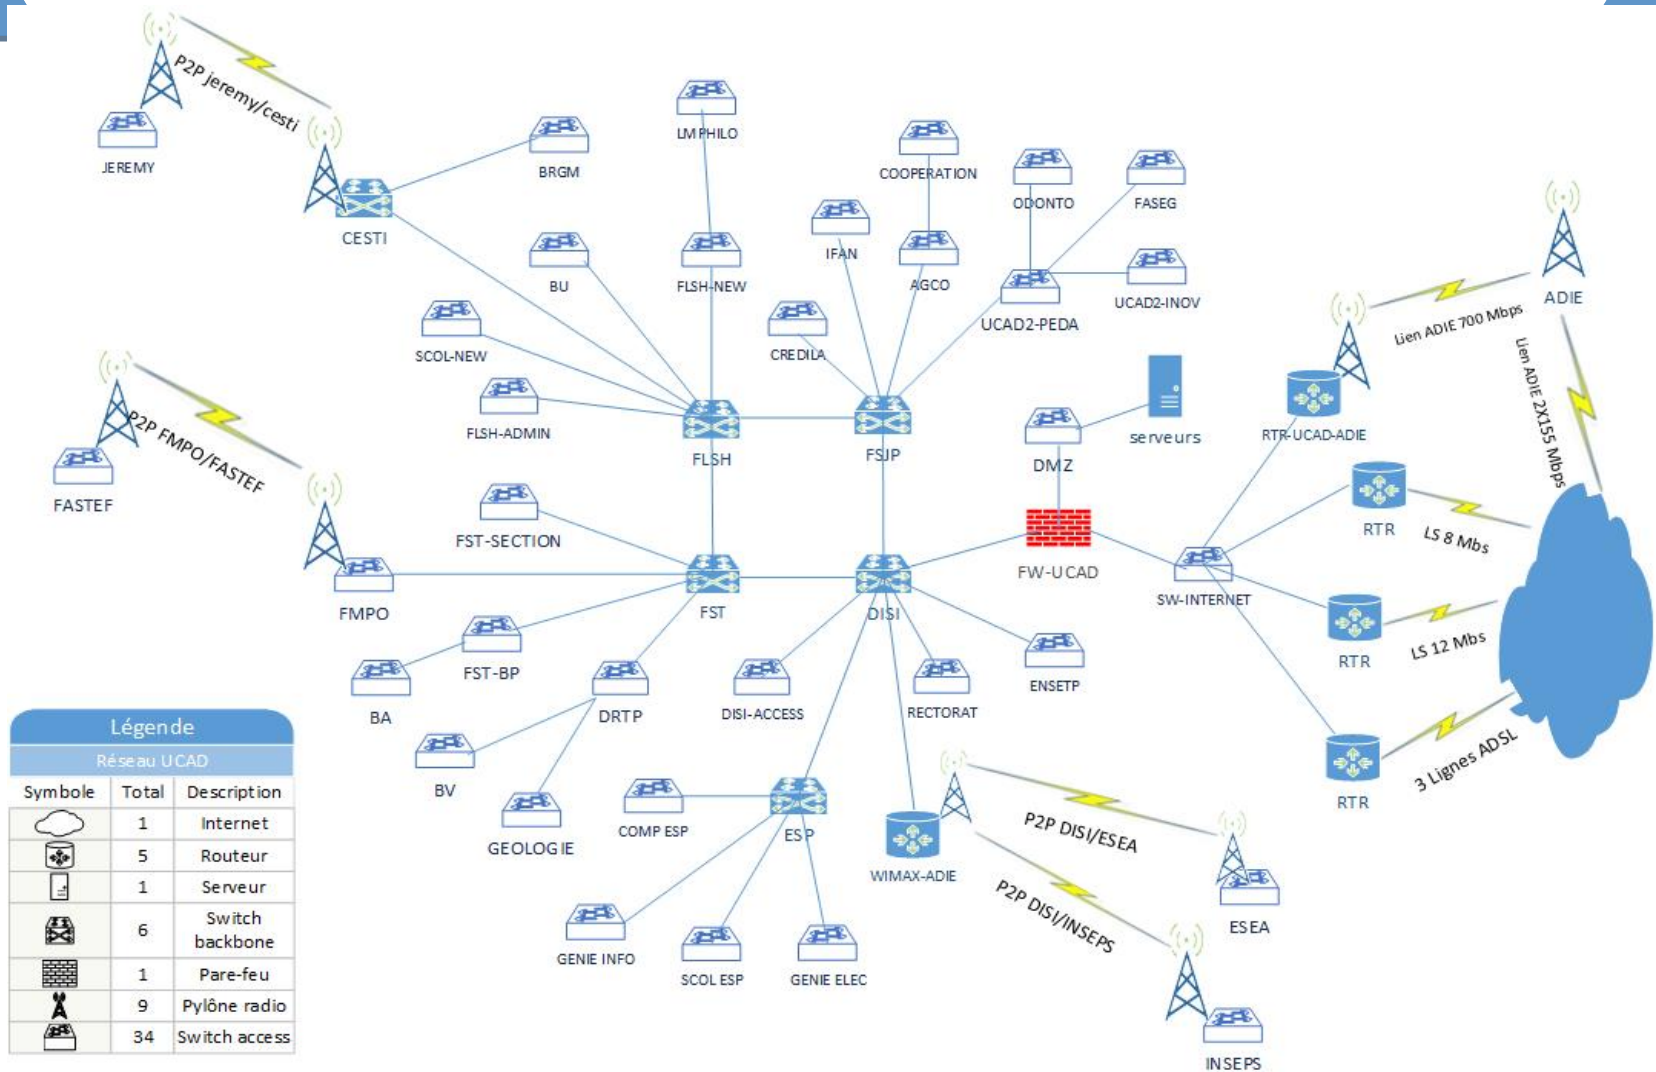 P2P jeremy/cesti
JEREMY
CESTI
BRGM
LMPHILO
COOPERATION
ODONTO
FASEG
IFAN
AGCO
BU
FLSH-NEW
UCAD2-INOV
UCAD2-PEDA
ADIE
Lien ADIE 700 Mbps
Lien ADIE 2X155 Mbps
SCOL-NEW
CREDILA
FLSH-ADMIN
FLSH
FSJP
serveurs
DMZ
RTR-UCAD-ADIE
P2P FMPO/FASTEF
FASTEF
FST-SECTION
RTR
LS 8 Mbs
FW-UCAD
SW-INTERNET
FMPO
FST
DISI
RTR
LS 12 Mbs
FST-BP
BA
DRTP
DISI-ACCESS
RECTORAT
ENSETP
BV
GEOLOGIE
COMP ESP
ESP
WIMAX-ADIE
P2P DISI/ESEA
P2P DISI/INSEPS
RTR
3 Lignes ADSL
GENIE INFO
SCOL ESP
GENIE ELEC
ESEA
INSEPS
Légende
Réseau UCAD
Symbole Total Description
1 Internet
5 Routeur
1 Serveur
6 Switch
backbone
1 Pare-feu
9 Pylône radio
34 Switch access